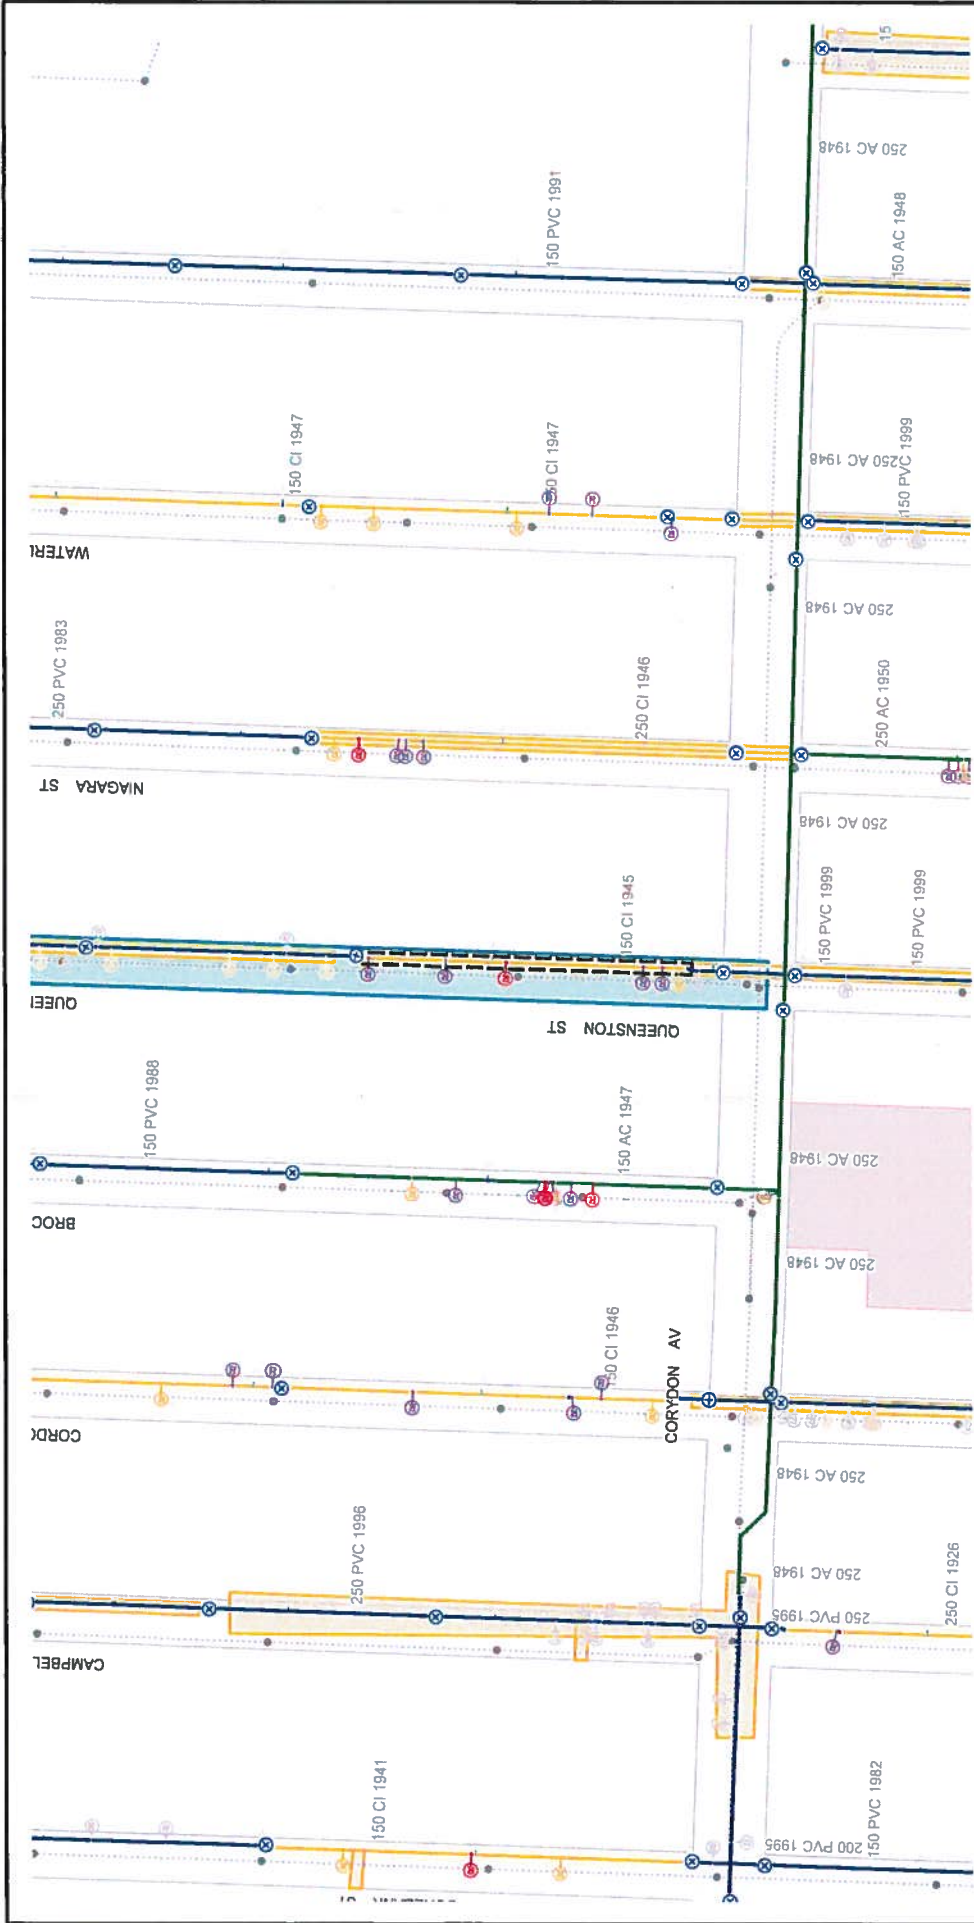 15
250 AC 1948
150 PVC 1991
150 AC 1948
150 CI 1947
150 CI 1947
250 AC 1948
150 PVC 1999
WATERL
250 AC 1948
250 PVC 1983
250 CI 1946
250 AC 1950
NIAGARA ST
250 AC 1948
150 CI 1945
150 PVC 1999
150 PVC 1999
QUEE
QUEENSTON ST
150 PVC 1988
150 AC 1947
250 AC 1948
BROC
250 AC 1948
150 CI 1946
CORYDON AV
CORDO
250 AC 1948
250 PVC 1996
250 AC 1948
250 PVC 1995
250 CI 1926
CAMPBEL
150 CI 1941
200 PVC 1995
150 PVC 1982